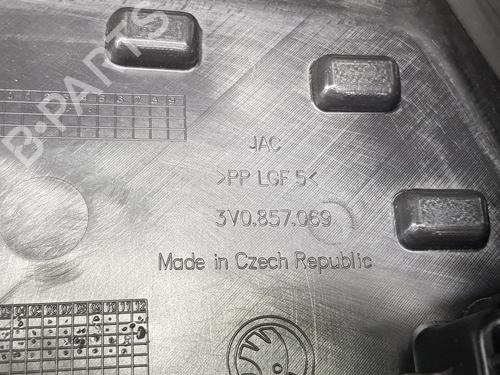 B-PARTS
JAC
>PP LGF 5<
3V0.857.069
Made in Czech Republic